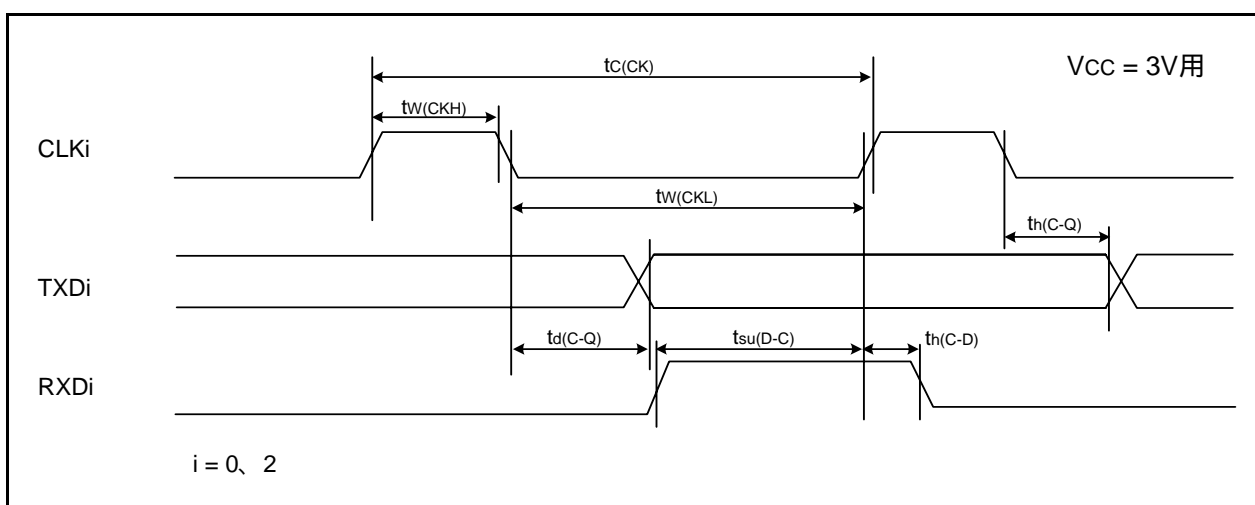 tC(CK)
VCC = 3V用
tW(CKH)
CLKi
tW(CKL)
th(C-Q)
TXDi
td(C-Q)
tsu(D-C)
th(C-D)
RXDi
i = 0、2